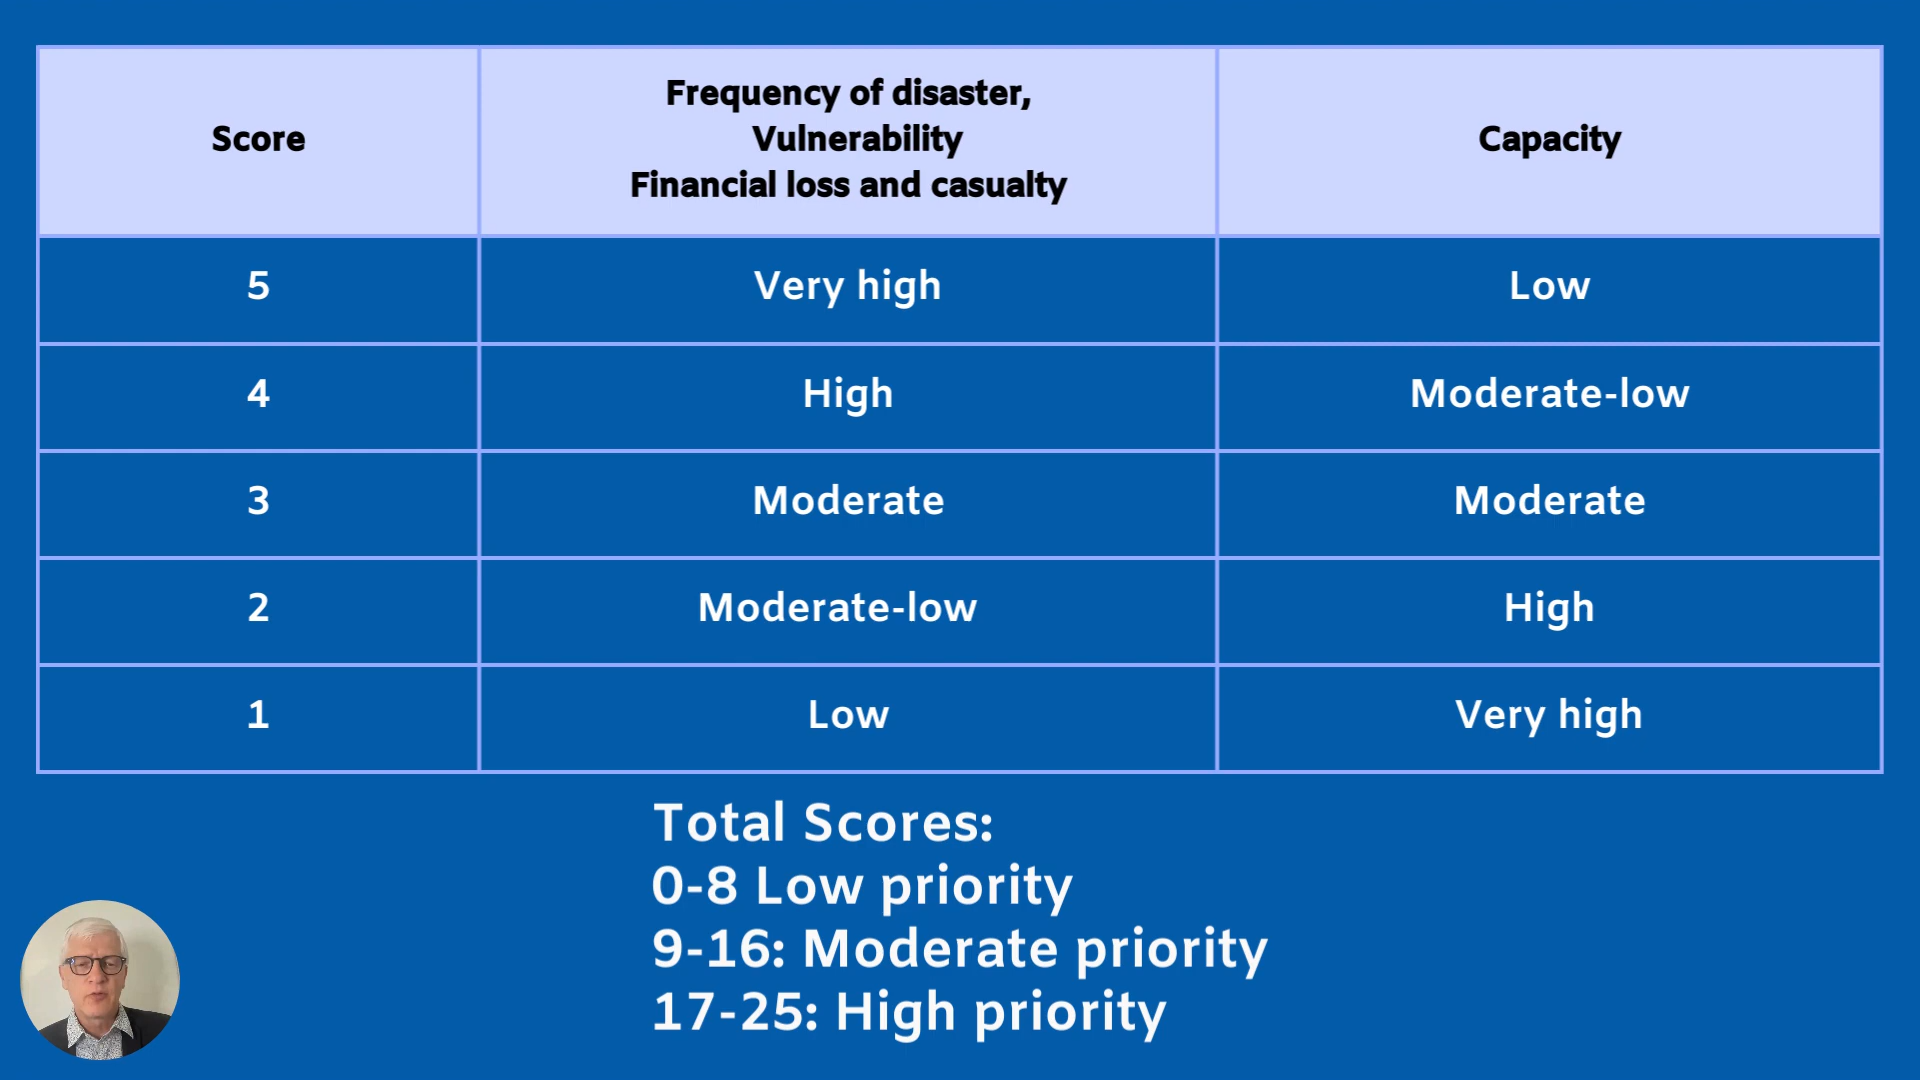 Score
Frequency of disaster,
Vulnerability
Financial loss and casualty
Capacity
5
Very high
Low
4
High
Moderate-low
3
Moderate
Moderate
2
Moderate-low
High
1
Low
Very high
Total Scores:
0-8 Low priority
9-16: Moderate priority
17-25: High priority